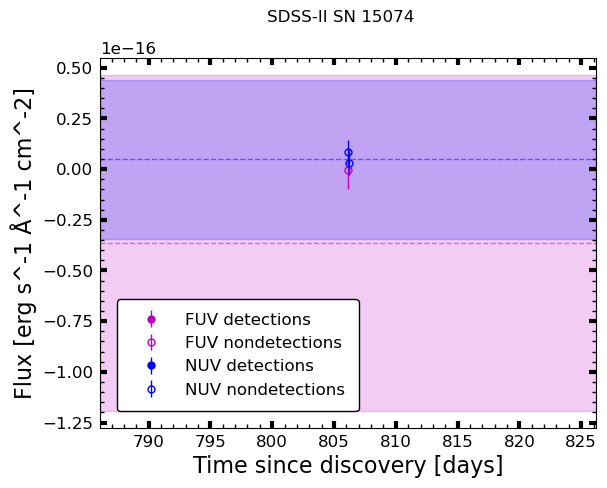 SDSS-II SN 15074
1e−16
0.50
0.25
0.00
−0.25
−0.50
−0.75
−1.00
−1.25
Flux [erg s^-1 Å^-1 cm^-2]
FUV detections
FUV nondetections
NUV detections
NUV nondetections
790 795 800 805 810 815 820 825
Time since discovery [days]